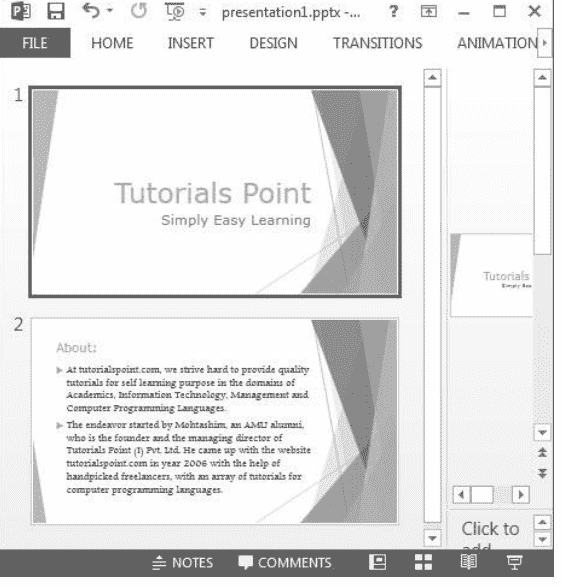 presentation1.pptx -... ?
FILE HOME INSERT DESIGN TRANSITIONS ANIMATION
1
Tutorials Point
Simply Easy Learning
Tutorials
2
About:
At tutorialspoint.com, we strive hard to provide quality
tutorials for self learning purpose in the domains of
Academics, Information Technology, Management and
Computer Programming Languages.
The endeavor started by Mohtashim, an AMU alumni,
who is the founder and the managing director of
Tutorials Point (I) Pvt. Ltd. He came up with the website
tutorialspoint.com in year 2006 with the help of
handpicked freelancers, with an array of tutorials for
computer programming languages.
Click to
add
NOTES COMMENTS